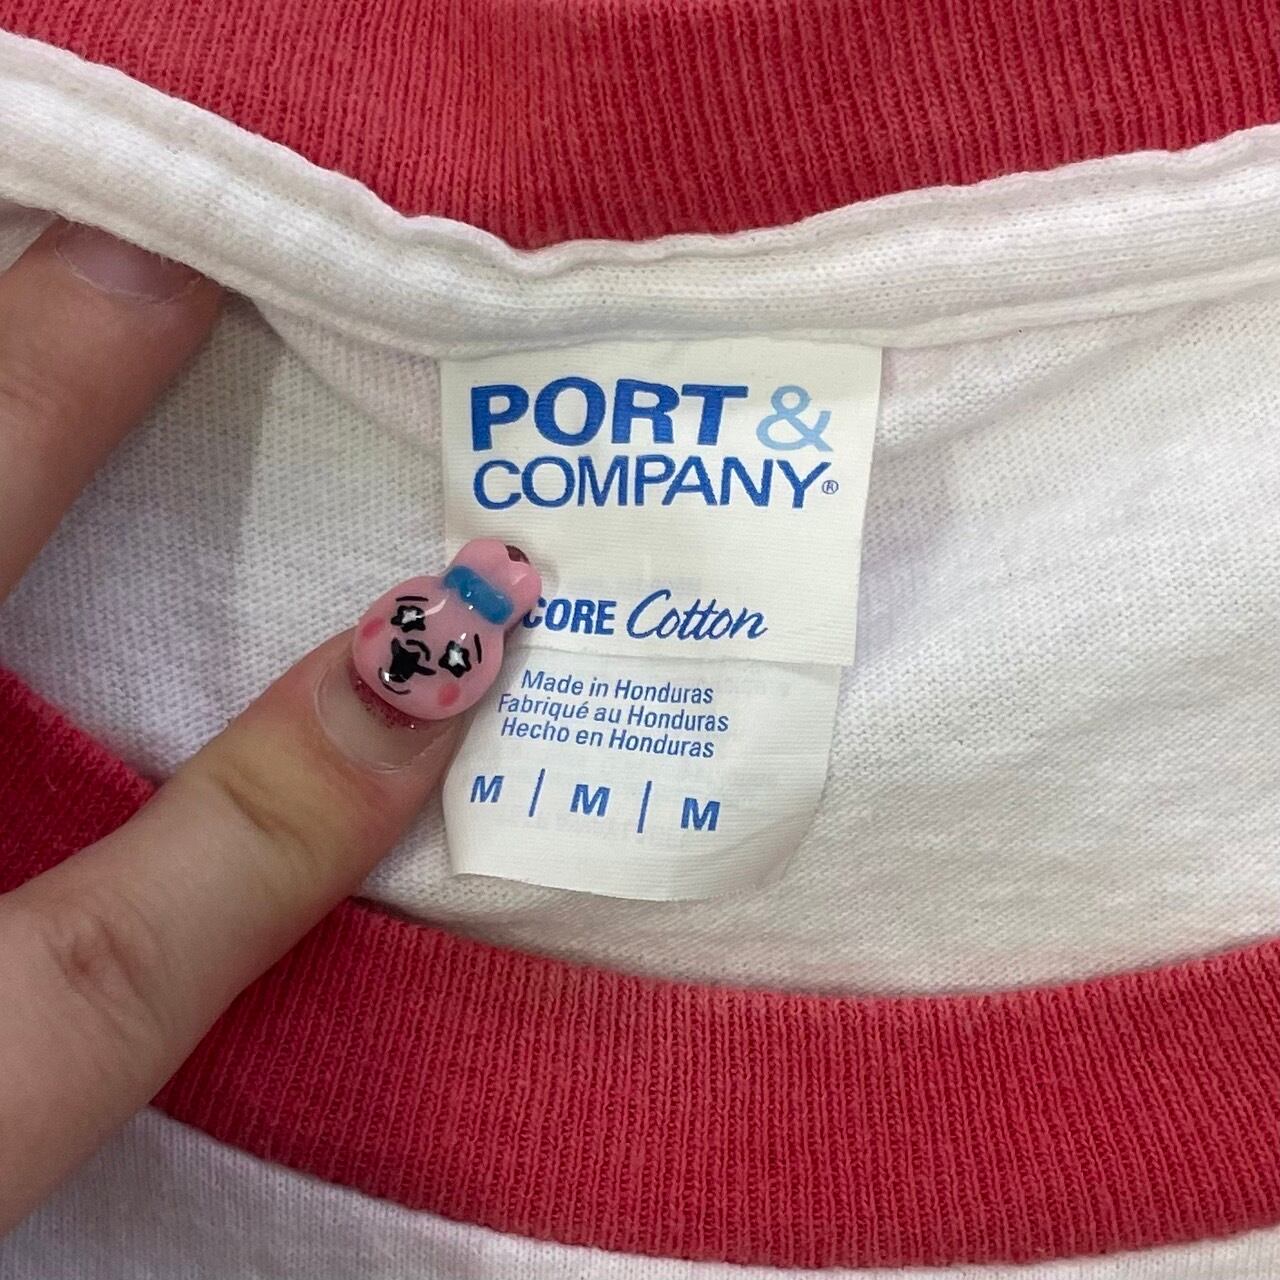 PORT &
COMPANY®
CORE Cotton
Made in Honduras
Fabriqué au Honduras
Hecho en Honduras
M | M | M